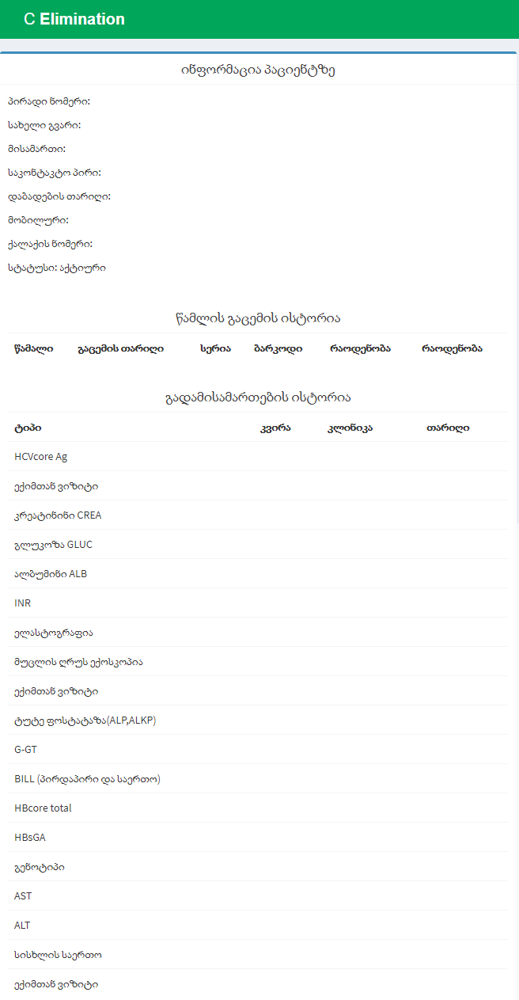 C Elimination
ინფორმაცია პაციენტზე
პირადი ნომერი:
სახელი გვარი:
მისამართი:
საკონტაკტო პირი:
დაბადების თარიღი:
მობილური:
ქალაქის ნომერი:
სტატუსი: აქტიური
წამლის გაცემის ისტორია
წამალი გაცემის თარიღი სერია ბარკოდი რაოდენობა რაოდენობა
გადამისამართების ისტორია
ტიპი კვირა კლინიკა თარიღი
HCVcore Ag
ექიმთან ვიზიტი
კრეატინინი CREA
გლუკოზა GLUC
ალბუმინი ALB
INR
ელასტოგრაფია
მუცლის ღრუს ექოსკოპია
ექიმთან ვიზიტი
ტუტე ფოსტატაზა(ALP,ALKP)
G-GT
BILL (პირდაპირი და საერთო)
HBcore total
HBsGA
გენოტიპი
AST
ALT
სისხლის საერთო
ექიმთან ვიზიტი